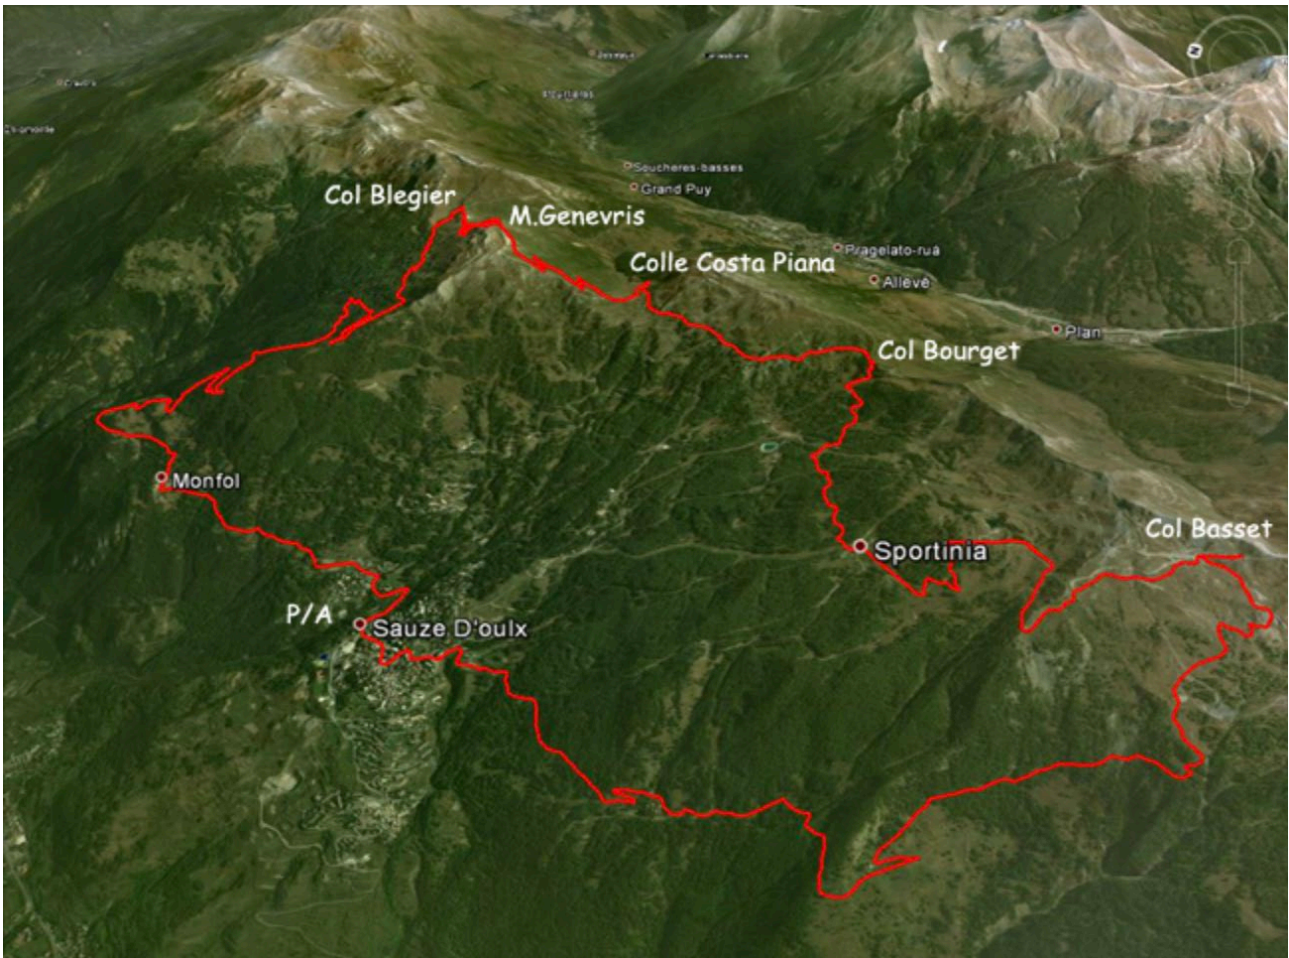 Soucheres-basses
Grand Puy
Col Blegier
M.Genevris
Pragelato-ruà
Colle Costa Piana
Allevè
Plan
Col Bourget
Monfol
Col Basset
Sportinia
P/A
Sauze D'oulx
N